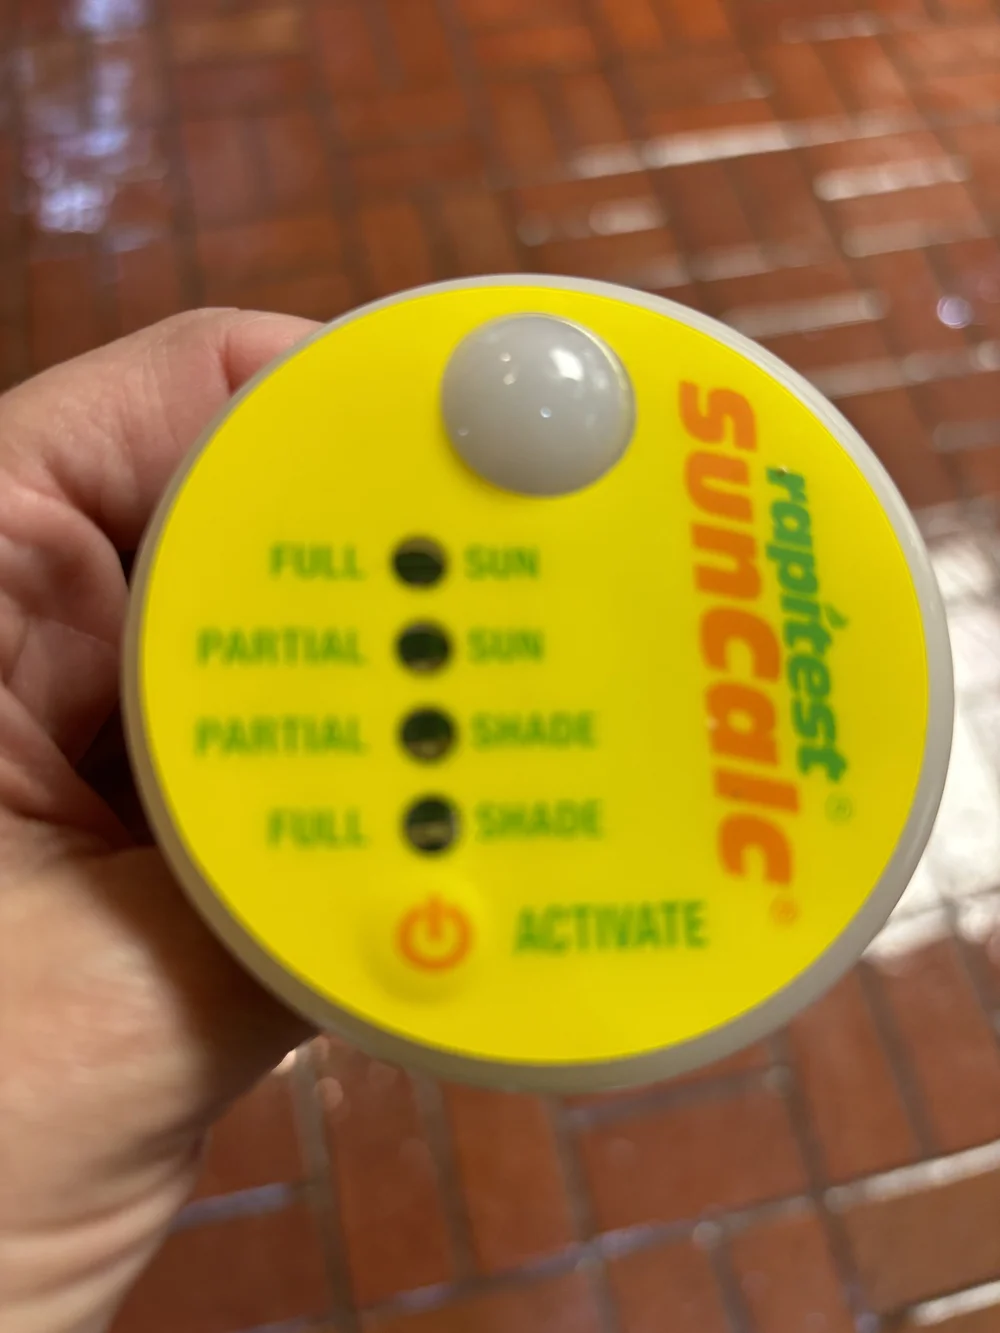 FULL SUN
PARTIAL SUN
PARTIAL SHADE
FULL SHADE
ACTIVATE
rapitest®
suncalc®